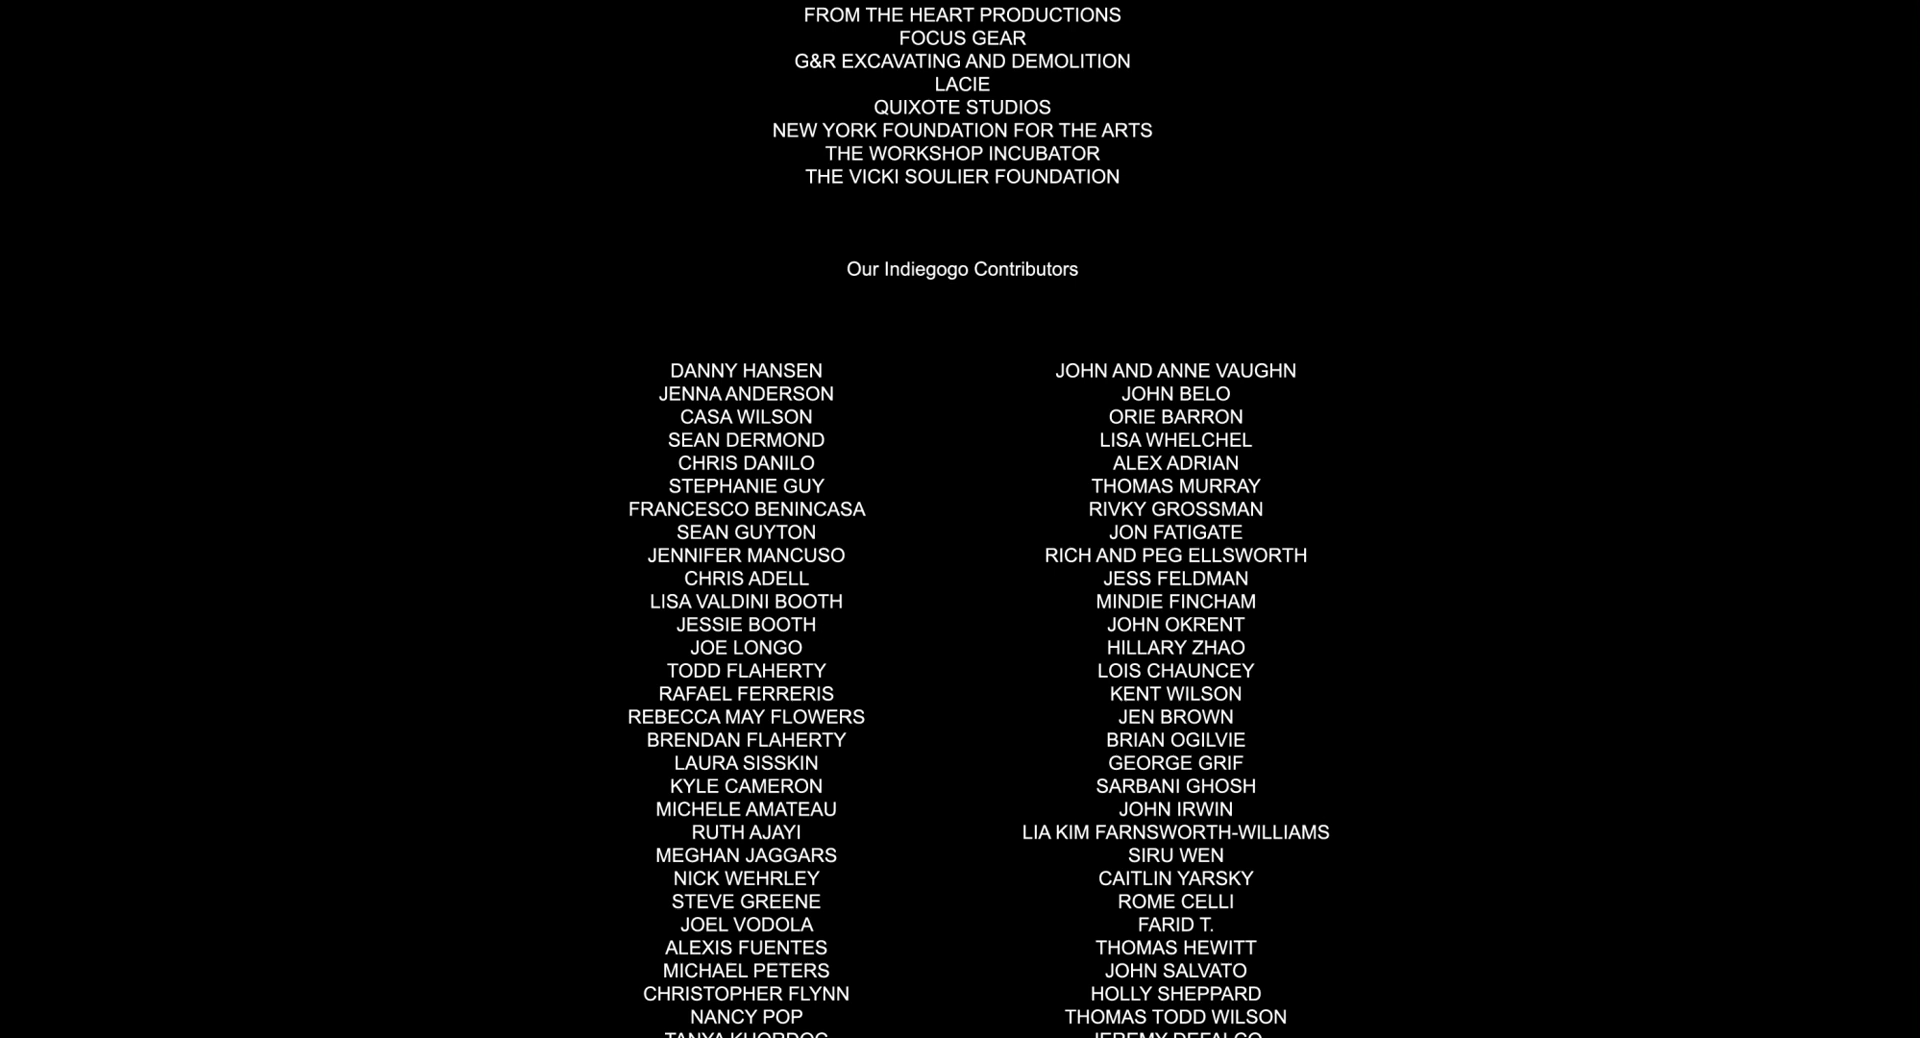 FROM THE HEART PRODUCTIONS
FOCUS GEAR
G&R EXCAVATING AND DEMOLITION
LACIE
QUIXOTE STUDIOS
NEW YORK FOUNDATION FOR THE ARTS
THE WORKSHOP INCUBATOR
THE VICKI SOULIER FOUNDATION
Our Indiegogo Contributors
DANNY HANSEN
JENNA ANDERSON
CASA WILSON
SEAN DERMOND
CHRIS DANILO
STEPHANIE GUY
FRANCESCO BENINCASA
SEAN GUYTON
JENNIFER MANCUSO
CHRIS ADELL
LISA VALDINI BOOTH
JESSIE BOOTH
JOE LONGO
TODD FLAHERTY
RAFAEL FERRERIS
REBECCA MAY FLOWERS
BRENDAN FLAHERTY
LAURA SISSKIN
KYLE CAMERON
MICHELE AMATEAU
RUTH AJAYI
MEGHAN JAGGARS
NICK WEHRLEY
STEVE GREENE
JOEL VODOLA
ALEXIS FUENTES
MICHAEL PETERS
CHRISTOPHER FLYNN
NANCY POP
TANYA
JOHN AND ANNE VAUGHN
JOHN BELO
ORIE BARRON
LISA WHELCHEL
ALEX ADRIAN
THOMAS MURRAY
RIVKY GROSSMAN
JON FATIGATE
RICH AND PEG ELLSWORTH
JESS FELDMAN
MINDIE FINCHAM
JOHN OKRENT
HILLARY ZHAO
LOIS CHAUNCEY
KENT WILSON
JEN BROWN
BRIAN OGILVIE
GEORGE GRIF
SARBANI GHOSH
JOHN IRWIN
LIA KIM FARNSWORTH-WILLIAMS
SIRU WEN
CAITLIN YARSKY
ROME CELLI
FARID T.
THOMAS HEWITT
JOHN SALVATO
HOLLY SHEPPARD
THOMAS TODD WILSON
JEREMY DEFALCO